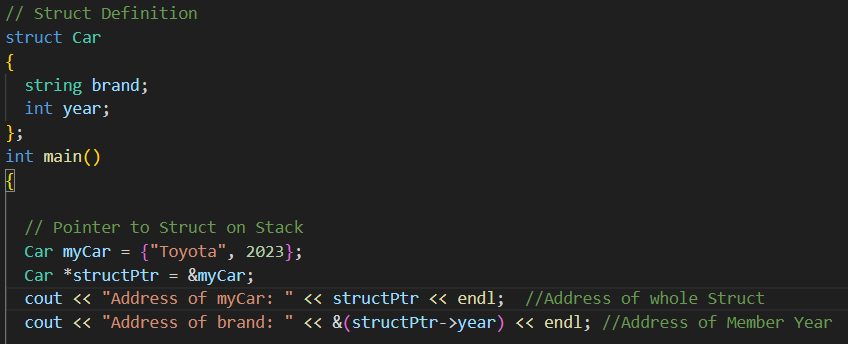 // Struct Definition
struct Car
{
  string brand;
  int year;
};
int main()
{
  // Pointer to Struct on Stack
  Car myCar = {"Toyota", 2023};
  Car *structPtr = &myCar;
  cout << "Address of myCar: " << structPtr << endl;  //Address of whole Struct
  cout << "Address of brand: " << &(structPtr->year) << endl; //Address of Member Year